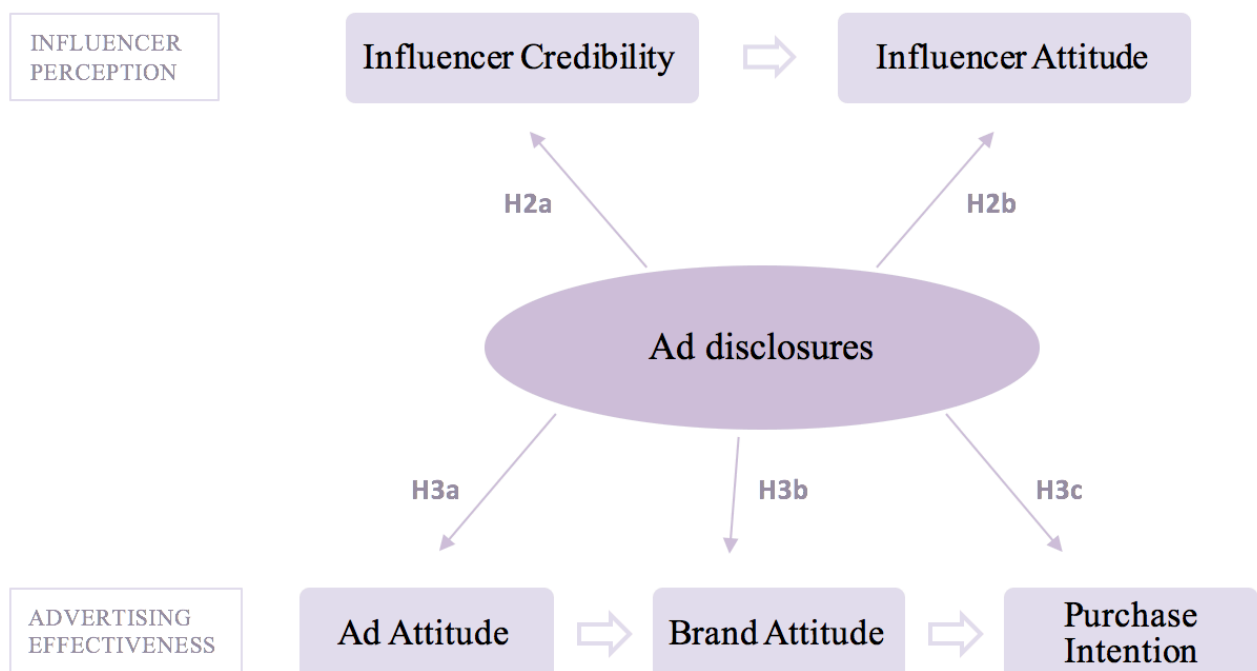 INFLUENCER
PERCEPTION
Influencer Credibility
Influencer Attitude
H2a
H2b
Ad disclosures
H3a
H3b
H3c
ADVERTISING
EFFECTIVENESS
Ad Attitude
Brand Attitude
Purchase
Intention